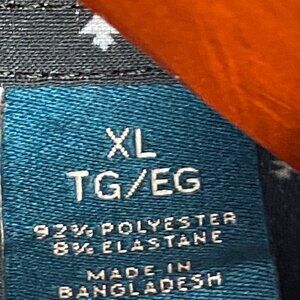 XL
TG/EG
92% POLYESTER
8% ELASTANE
MADE IN
BANGLADESH